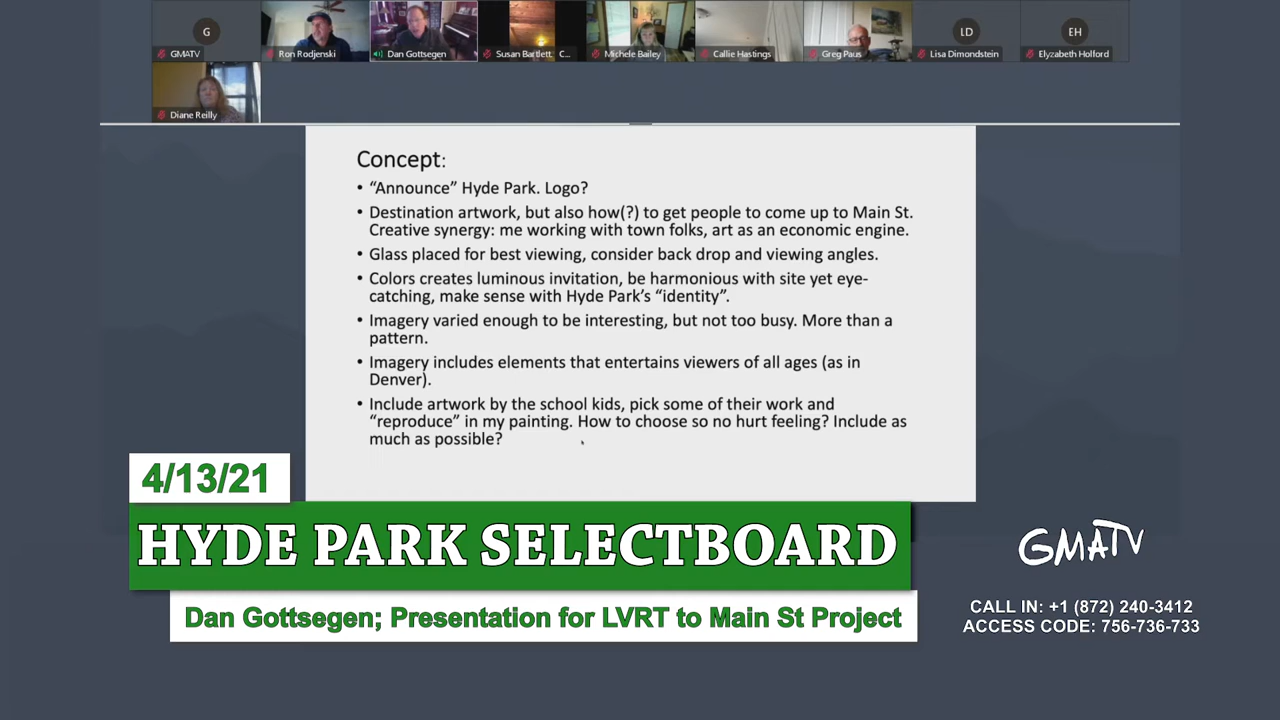 G
LD
EH
GMATV
Ron Rodjenski
Dan Gottsegen
Susan Bartlett, C...
Michele Bailey
Callie Hastings
Greg Paus
Lisa Dimondstein
Elyzabeth Holford
Diane Reilly
Concept:
• “Announce” Hyde Park. Logo?
• Destination artwork, but also how(?) to get people to come up to Main St.
Creative synergy: me working with town folks, art as an economic engine.
• Glass placed for best viewing, consider back drop and viewing angles.
• Colors creates luminous invitation, be harmonious with site yet eye-
catching, make sense with Hyde Park’s “identity”.
• Imagery varied enough to be interesting, but not too busy. More than a
pattern.
• Imagery includes elements that entertains viewers of all ages (as in
Denver).
• Include artwork by the school kids, pick some of their work and
“reproduce” in my painting. How to choose so no hurt feeling? Include as
much as possible?
4/13/21
HYDE PARK SELECTBOARD
Dan Gottsegen; Presentation for LVRT to Main St Project
GMATV
CALL IN: +1 (872) 240-3412
ACCESS CODE: 756-736-733